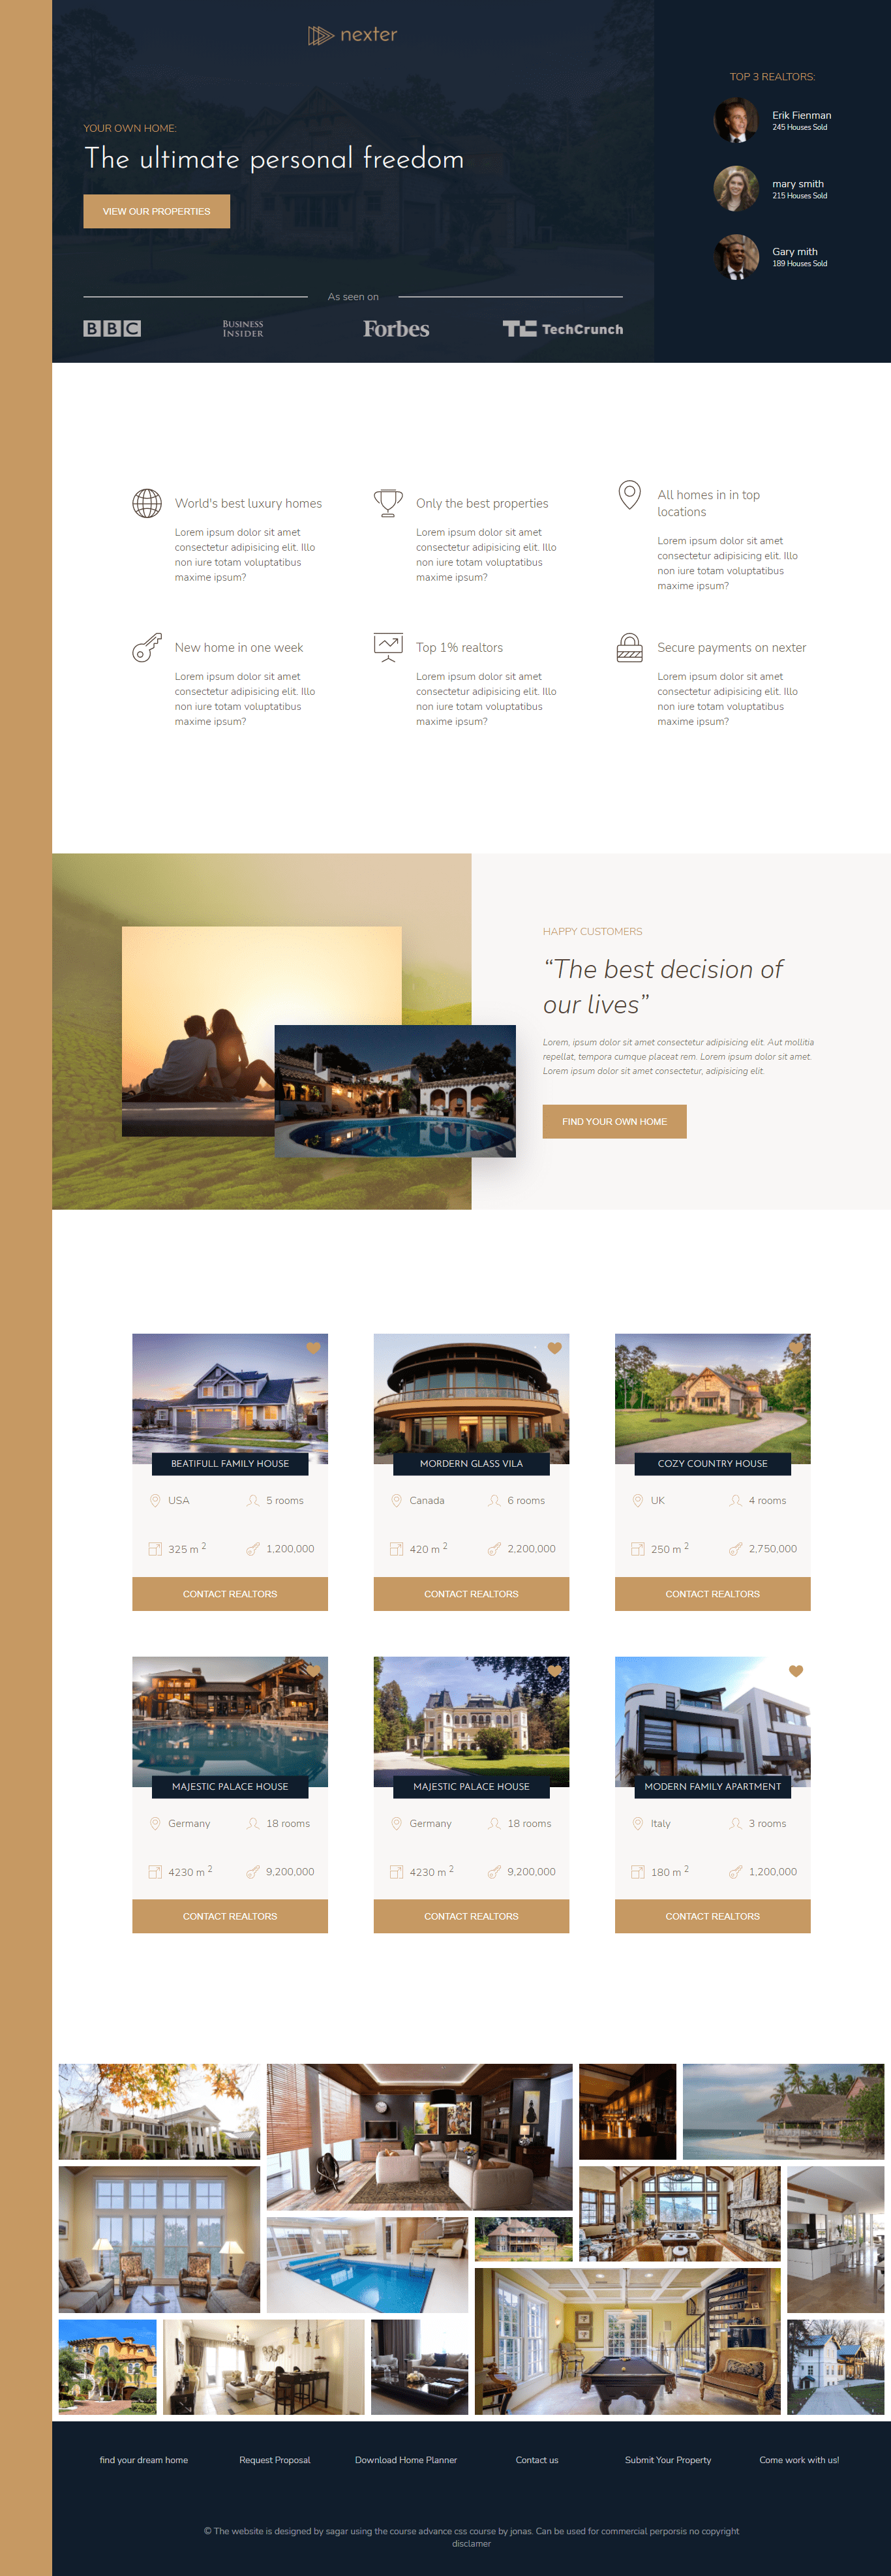 nexter
YOUR OWN HOME:
The ultimate personal freedom
VIEW OUR PROPERTIES
As seen on
BBC
BUSINESS
INSIDER
Forbes
TC TechCrunch
TOP 3 REALTORS:
Erik Fienman
245 Houses Sold
mary smith
215 Houses Sold
Gary mith
189 Houses Sold
World's best luxury homes
Lorem ipsum dolor sit amet
consectetur adipisicing elit. Illo
non iure totam voluptatibus
maxime ipsum?
Only the best properties
Lorem ipsum dolor sit amet
consectetur adipisicing elit. Illo
non iure totam voluptatibus
maxime ipsum?
All homes in in top
locations
Lorem ipsum dolor sit amet
consectetur adipisicing elit. Illo
non iure totam voluptatibus
maxime ipsum?
New home in one week
Lorem ipsum dolor sit amet
consectetur adipisicing elit. Illo
non iure totam voluptatibus
maxime ipsum?
Top 1% realtors
Lorem ipsum dolor sit amet
consectetur adipisicing elit. Illo
non iure totam voluptatibus
maxime ipsum?
Secure payments on nexter
Lorem ipsum dolor sit amet
consectetur adipisicing elit. Illo
non iure totam voluptatibus
maxime ipsum?
HAPPY CUSTOMERS
“The best decision of
our lives”
Lorem, ipsum dolor sit amet consectetur adipisicing elit. Aut mollitia
repellat, tempora cumque placeat rem. Lorem ipsum dolor sit amet.
Lorem ipsum dolor sit amet consectetur, adipisicing elit.
FIND YOUR OWN HOME
BEATIFULL FAMILY HOUSE
USA
5 rooms
325 m 2
1,200,000
CONTACT REALTORS
MORDERN GLASS VILA
Canada
6 rooms
420 m 2
2,200,000
CONTACT REALTORS
COZY COUNTRY HOUSE
UK
4 rooms
250 m 2
2,750,000
CONTACT REALTORS
MAJESTIC PALACE HOUSE
Germany
18 rooms
4230 m 2
9,200,000
CONTACT REALTORS
MAJESTIC PALACE HOUSE
Germany
18 rooms
4230 m 2
9,200,000
CONTACT REALTORS
MODERN FAMILY APARTMENT
Italy
3 rooms
180 m 2
1,200,000
CONTACT REALTORS
find your dream home
Request Proposal
Download Home Planner
Contact us
Submit Your Property
Come work with us!
© The website is designed by sagar using the course advance css course by jonas. Can be used for commercial perporsis no copyright
disclamer